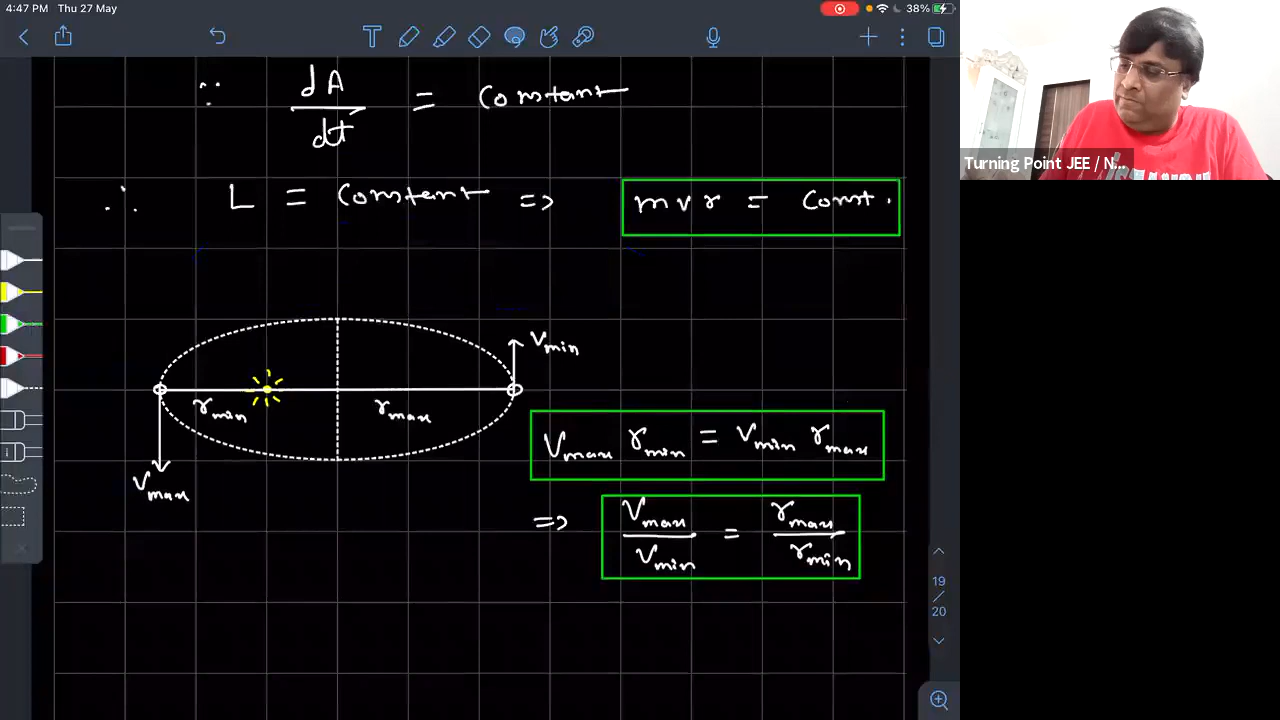 4:47 PM Thu 27 May
38%
T
Turning Point JEE / N...
∵ dA/dt = Constant
∴ L = Constant => mvr = Const.
Vmin
rmin rmax
Vmax
Vmax rmin = Vmin rmax
=> Vmax/Vmin = rmax/rmin
19
/
20